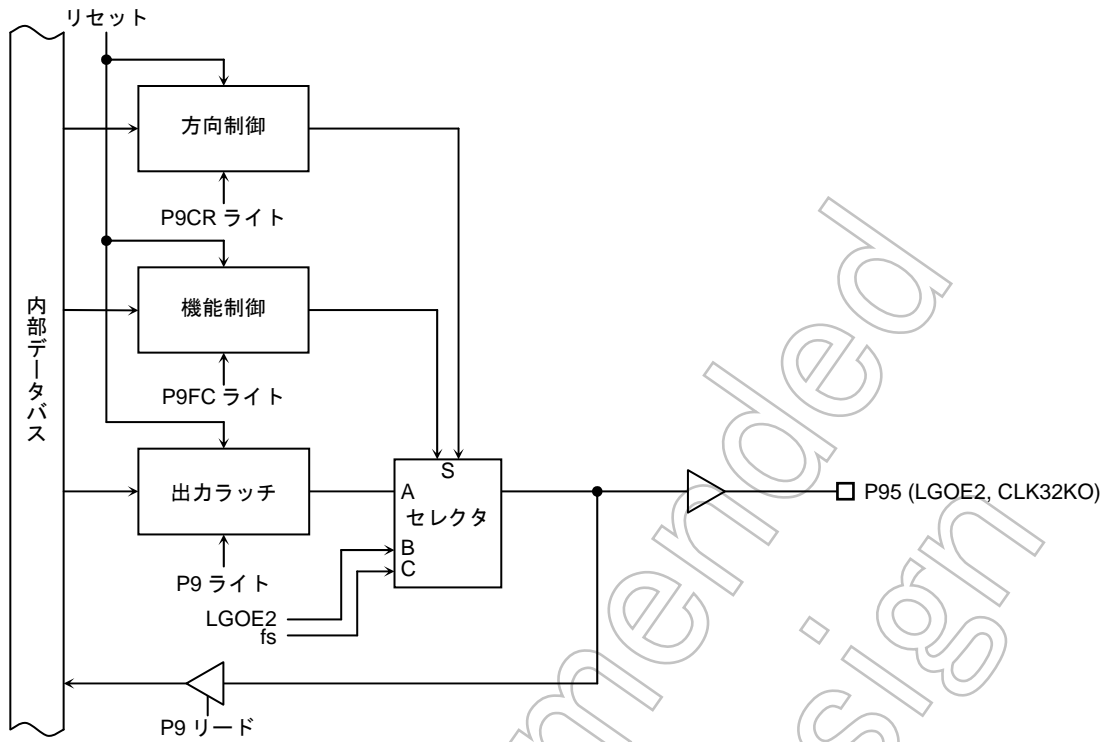 リセット
方向制御
P9CR ライト
機能制御
P9FC ライト
内部データバス
出力ラッチ
P9 ライト
S
A
セレクタ
B
C
LGOE2
fs
P95 (LGOE2, CLK32KO)
P9 リード
mmended
sign